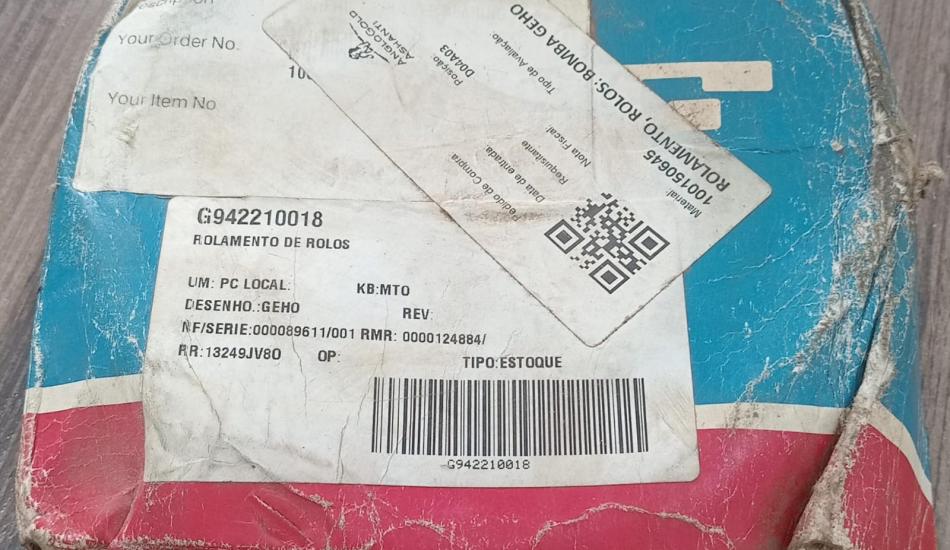 Your Order No.
Your Item No
ANGLOGOLD
ASHANTI
Posição
D04A03
Tipo de Avaliação
ROLAMENTO, ROLOS: BOMBA GEHO
100150645
Material
Nota Fiscal
Requisitante
Data de entrada
Pedido de Compra
G942210018
ROLAMENTO DE ROLOS
UM: PC LOCAL: KB:MTO
DESENHO.:GEHO REV:
NF/SERIE:000089611/001 RMR: 0000124884/
RR:13249JV80 OP: TIPO:ESTOQUE
G942210018